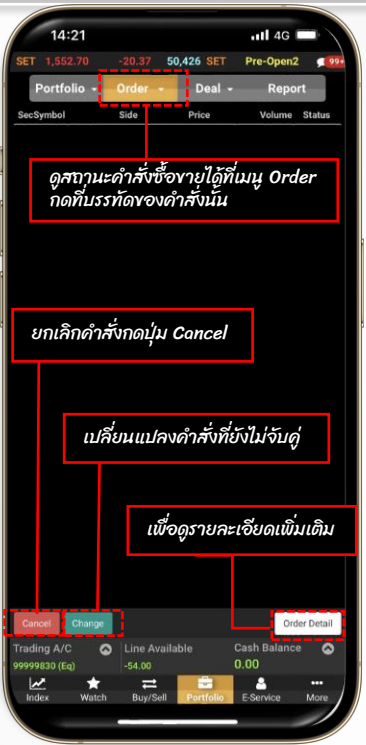 14:21 4G
SET 1,552.70 -20.37 50,426 SET Pre-Open2 99+
Portfolio Order Deal Report
SecSymbol Side Price Volume Status
ดูสถานะคำสั่งซื้อขายได้ที่เมนู Order
กดที่บรรทัดของคำสั่งนั้น
ยกเลิกคำสั่งกดปุ่ม Cancel
เปลี่ยนแปลงคำสั่งที่ยังไม่จับคู่
เพื่อดูรายละเอียดเพิ่มเติม
Cancel Change Order Detail
Trading A/C Line Available Cash Balance
99999830 (Eq) -54.00 0.00
Index Watch Buy/Sell Portfolio E-Service More